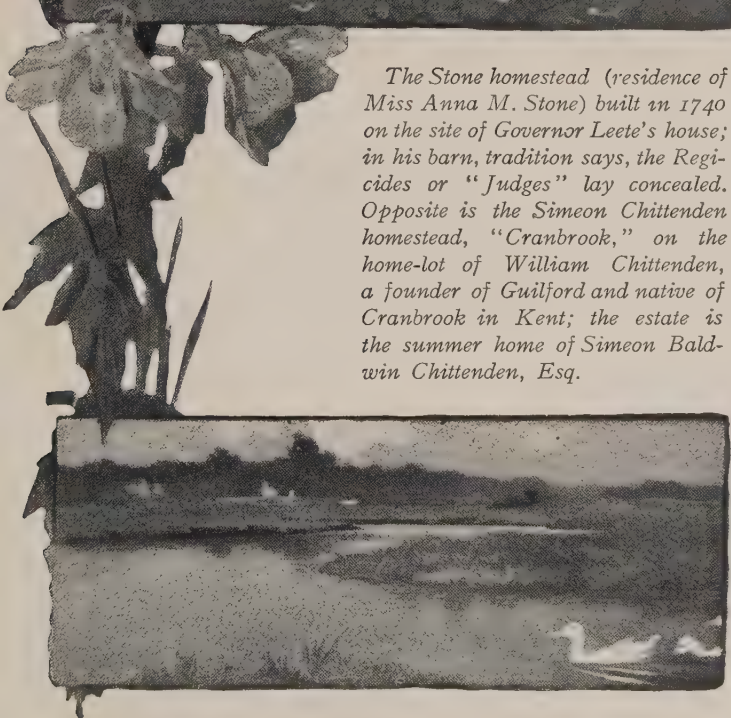 The Stone homestead (residence of
Miss Anna M. Stone) built in 1740
on the site of Governor Leete's house;
in his barn, tradition says, the Regi-
cides or "Judges" lay concealed.
Opposite is the Simeon Chittenden
homestead, "Cranbrook," on the
home-lot of William Chittenden,
a founder of Guilford and native of
Cranbrook in Kent; the estate is
the summer home of Simeon Bald-
win Chittenden, Esq.